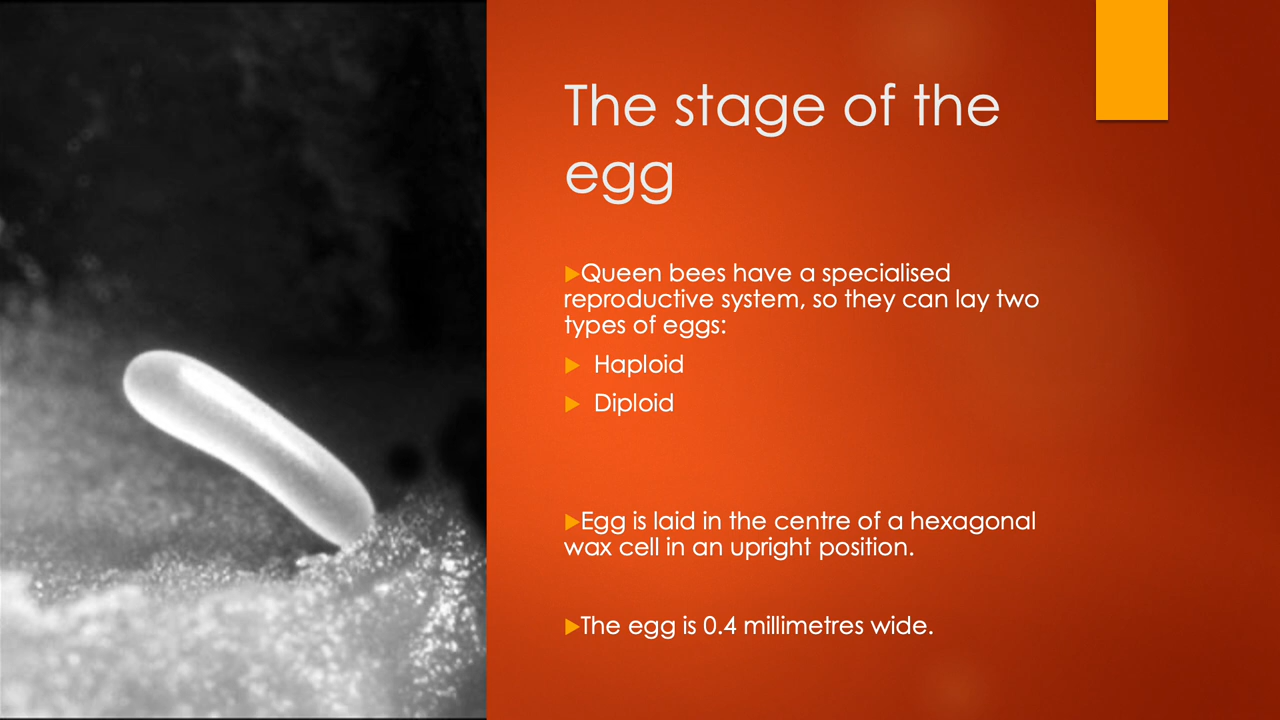 The stage of the
egg
▶Queen bees have a specialised
reproductive system, so they can lay two
types of eggs:
▶ Haploid
▶ Diploid
▶Egg is laid in the centre of a hexagonal
wax cell in an upright position.
▶The egg is 0.4 millimetres wide.